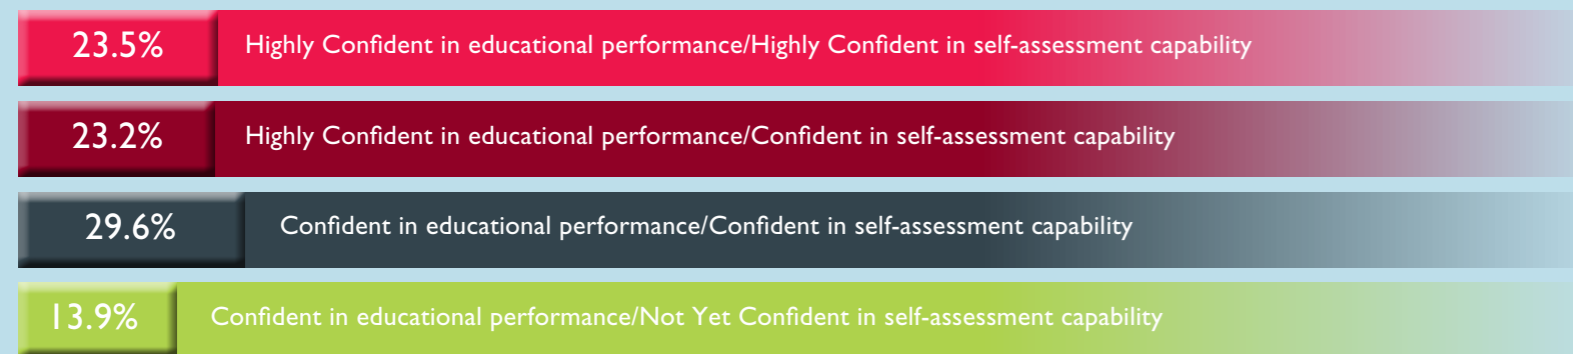 23.5% Highly Confident in educational performance/Highly Confident in self-assessment capability
23.2% Highly Confident in educational performance/Confident in self-assessment capability
29.6% Confident in educational performance/Confident in self-assessment capability
13.9% Confident in educational performance/Not Yet Confident in self-assessment capability